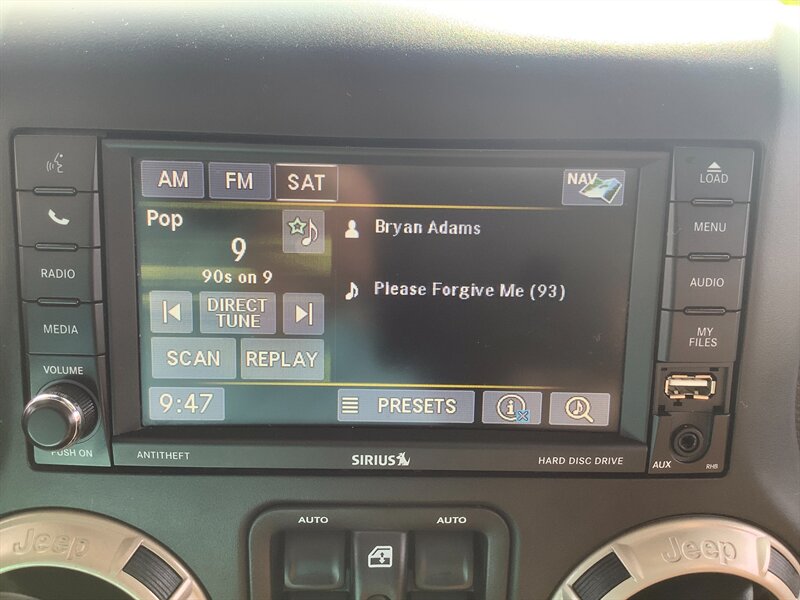 AM FM SAT NAV
Pop
9
90s on 9
DIRECT
TUNE
SCAN REPLAY
Bryan Adams
Please Forgive Me (93)
9:47 PRESETS i
RADIO
MEDIA
VOLUME
PUSH ON
LOAD
MENU
AUDIO
MY
FILES
AUX RHB
ANTITHEFT SIRIUS HARD DISC DRIVE
AUTO AUTO
Jeep Jeep